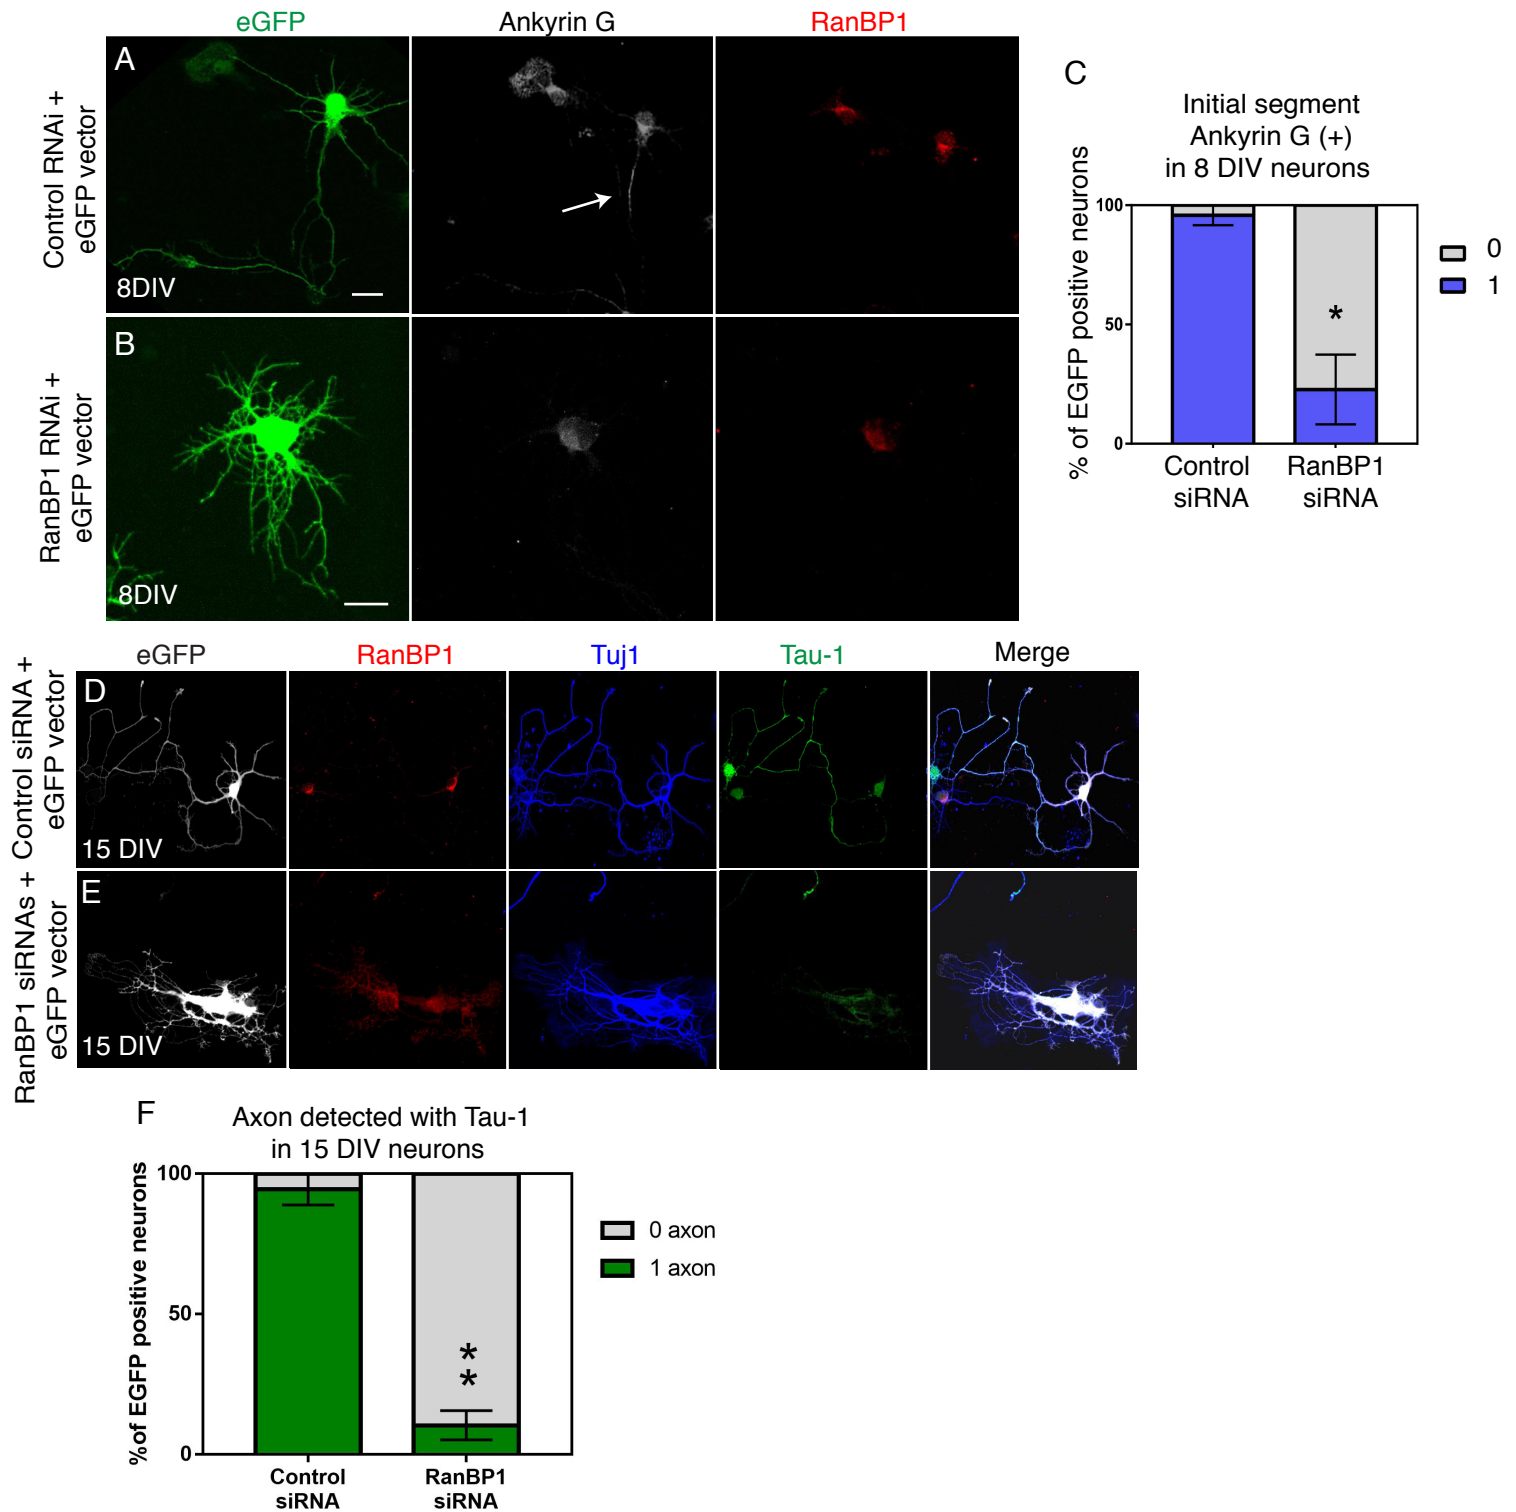 eGFP Ankyrin G RanBP1
Control RNAi +
eGFP vector
A
8DIV
RanBP1 RNAi +
eGFP vector
B
8DIV
C
Initial segment
Ankyrin G (+)
in 8 DIV neurons
% of EGFP positive neurons
100
50
0
*
Control
siRNA
RanBP1
siRNA
0
1
eGFP RanBP1 Tuj1 Tau-1 Merge
Control siRNA +
eGFP vector
D
15 DIV
RanBP1 siRNAs +
eGFP vector
E
15 DIV
F
Axon detected with Tau-1
in 15 DIV neurons
%of EGFP positive neurons
100
50
0
*
*
Control
siRNA
RanBP1
siRNA
0 axon
1 axon